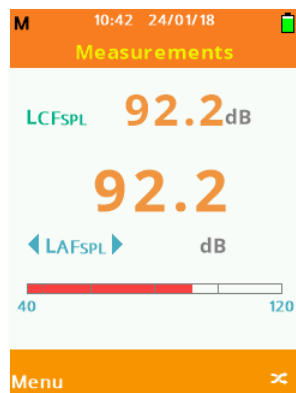 M 10:42 24/01/18
Measurements
LCFSPL 92.2dB
92.2
LAFSPL dB
40 120
Menu